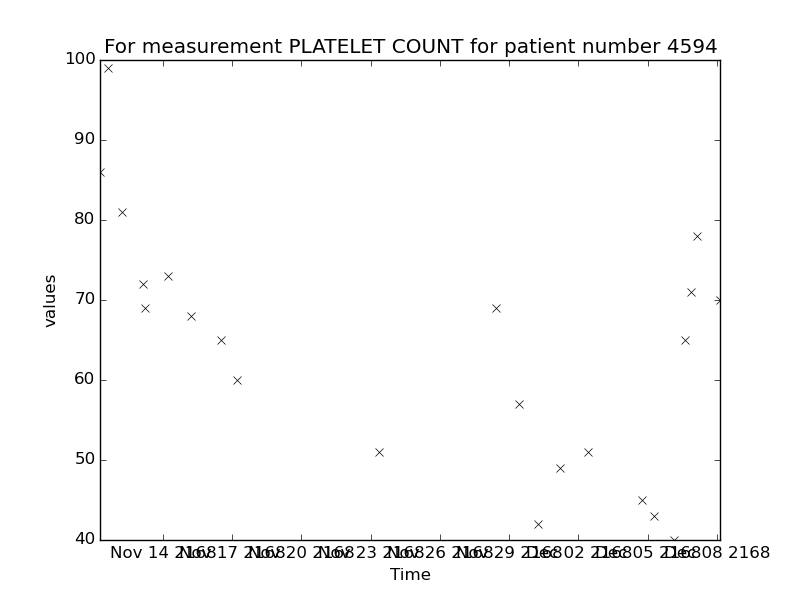 For measurement PLATELET COUNT for patient number 4594
100
90
80
70
60
50
40
values
Nov 14 2168 Nov 17 2168 Nov 20 2168 Nov 23 2168 Nov 26 2168 Nov 29 2168 Dec 02 2168 Dec 05 2168 Dec 08 2168
Time